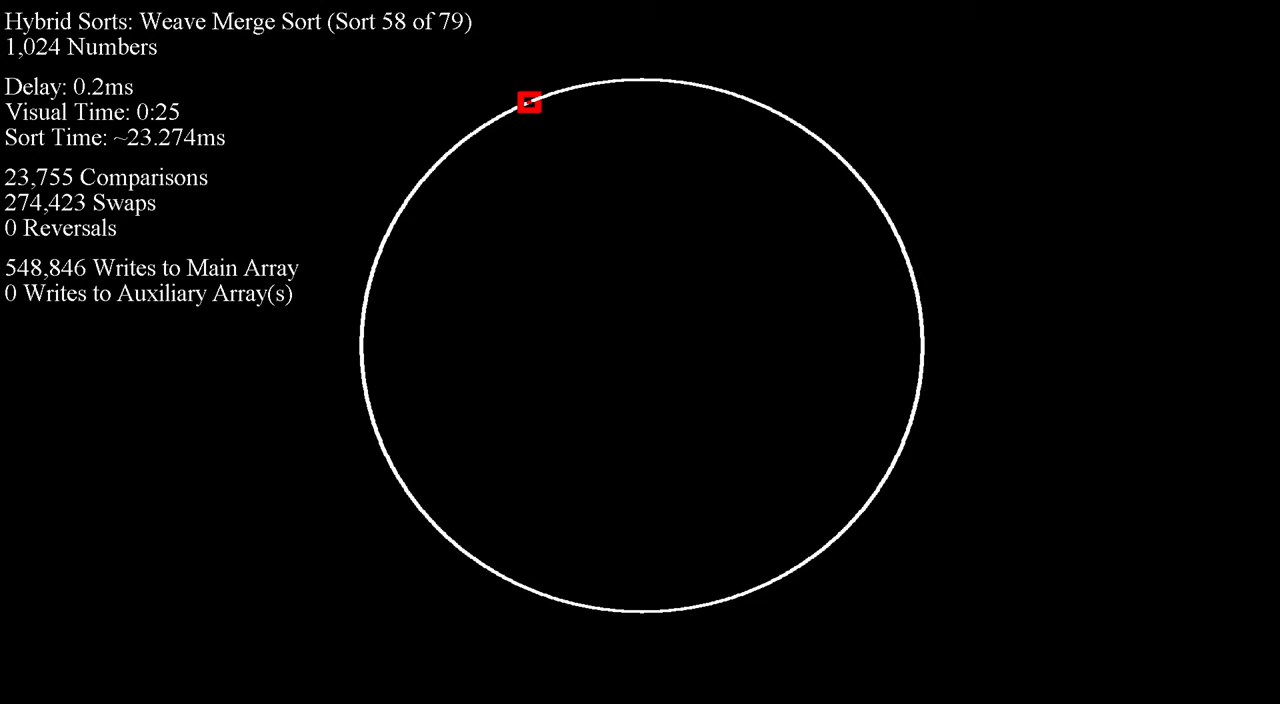 Hybrid Sorts: Weave Merge Sort (Sort 58 of 79)
1,024 Numbers
Delay: 0.2ms
Visual Time: 0:25
Sort Time: ~23.274ms
23,755 Comparisons
274,423 Swaps
0 Reversals
548,846 Writes to Main Array
0 Writes to Auxiliary Array(s)